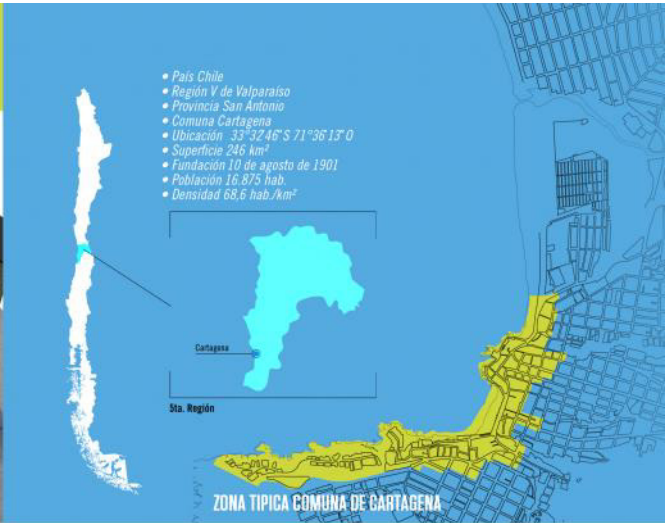 • País Chile
• Región V de Valparaíso
• Provincia San Antonio
• Comuna Cartagena
• Ubicación 33°32'46" S 71°36'13" O
• Superficie 246 km²
• Fundación 10 de agosto de 1901
• Población 16.875 hab.
• Densidad 68,6 hab./km²
Cartagena
5ta. Región
ZONA TIPICA COMUNA DE CARTAGENA